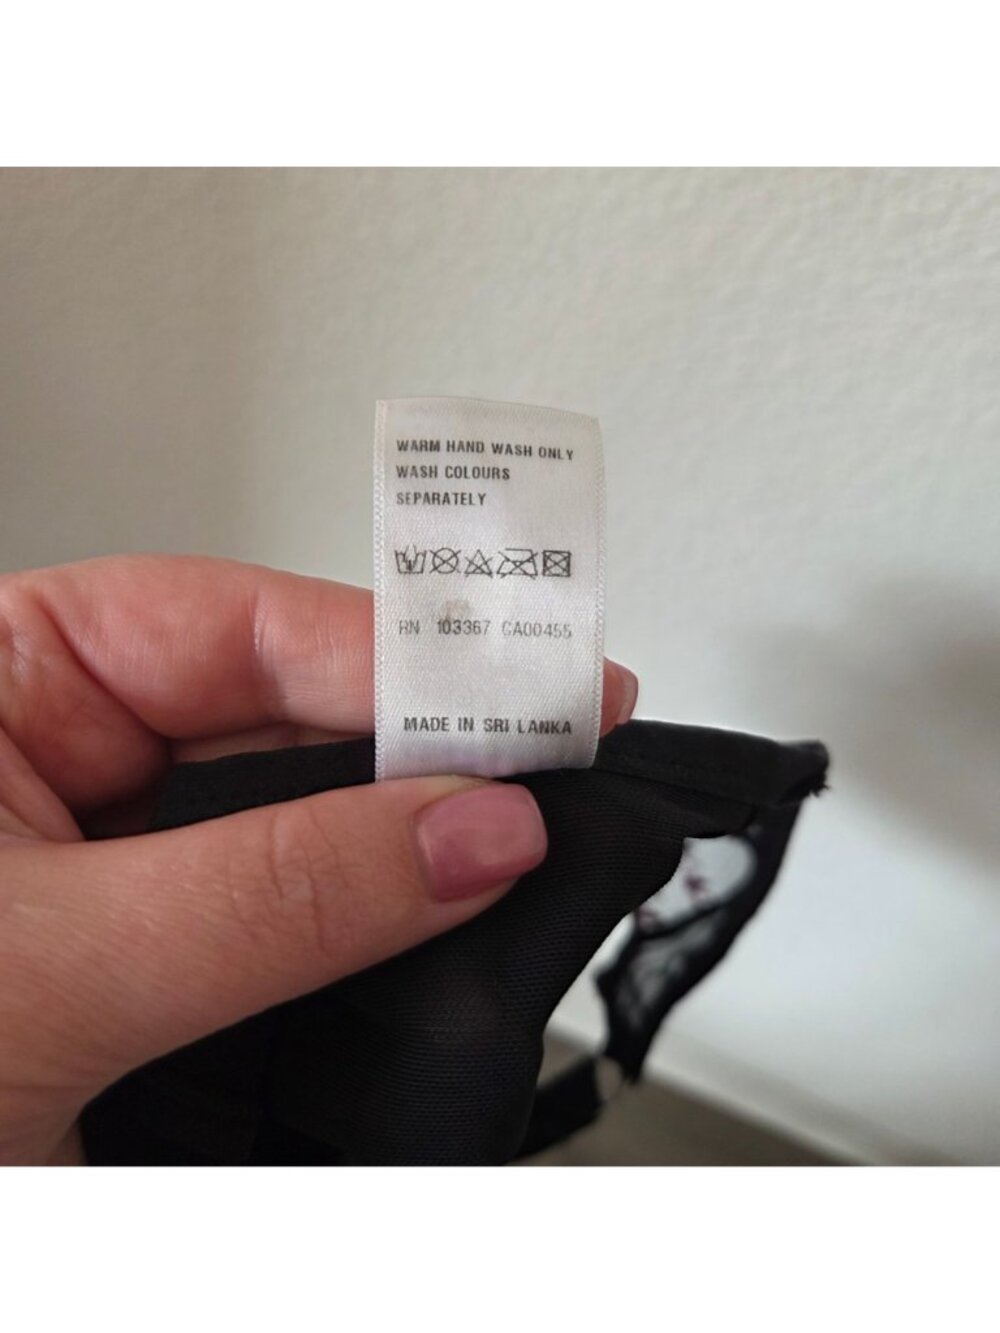 WARM HAND WASH ONLY
WASH COLOURS
SEPARATELY
RN 103367 CA00455
MADE IN SRI LANKA